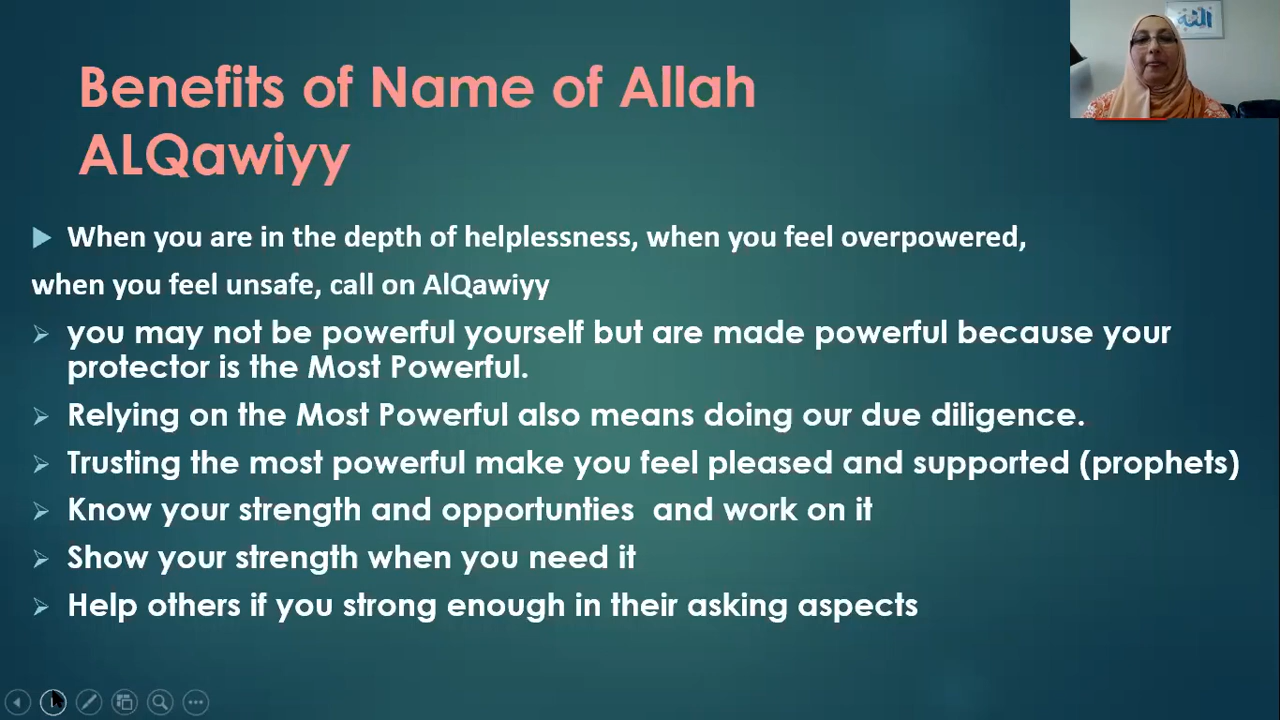 Benefits of Name of Allah
ALQawiyy
When you are in the depth of helplessness, when you feel overpowered,
when you feel unsafe, call on AlQawiyy
you may not be powerful yourself but are made powerful because your
protector is the Most Powerful.
Relying on the Most Powerful also means doing our due diligence.
Trusting the most powerful make you feel pleased and supported (prophets)
Know your strength and opportunties  and work on it
Show your strength when you need it
Help others if you strong enough in their asking aspects